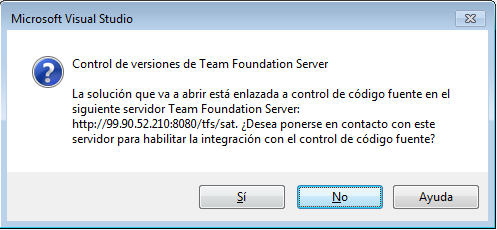 Microsoft Visual Studio
Control de versiones de Team Foundation Server
La solución que va a abrir está enlazada a control de código fuente en el
siguiente servidor Team Foundation Server:
http://99.90.52.210:8080/tfs/sat. ¿Desea ponerse en contacto con este
servidor para habilitar la integración con el control de código fuente?
Sí
No
Ayuda